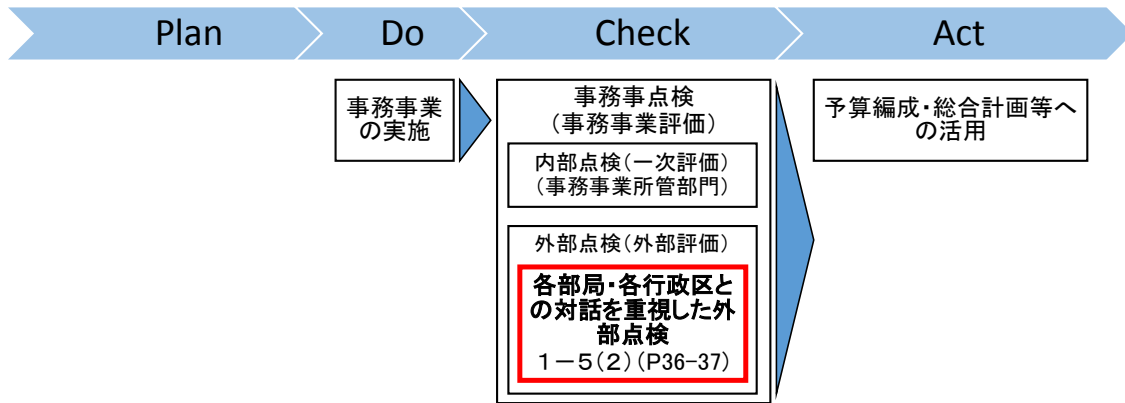 Plan
Do
Check
Act
事務事業
の実施
事務事点検
(事務事業評価)
内部点検(一次評価)
(事務事業所管部門)
外部点検(外部評価)
各部局・各行政区と
の対話を重視した外
部点検
1-5(2)(P36-37)
予算編成・総合計画等へ
の活用